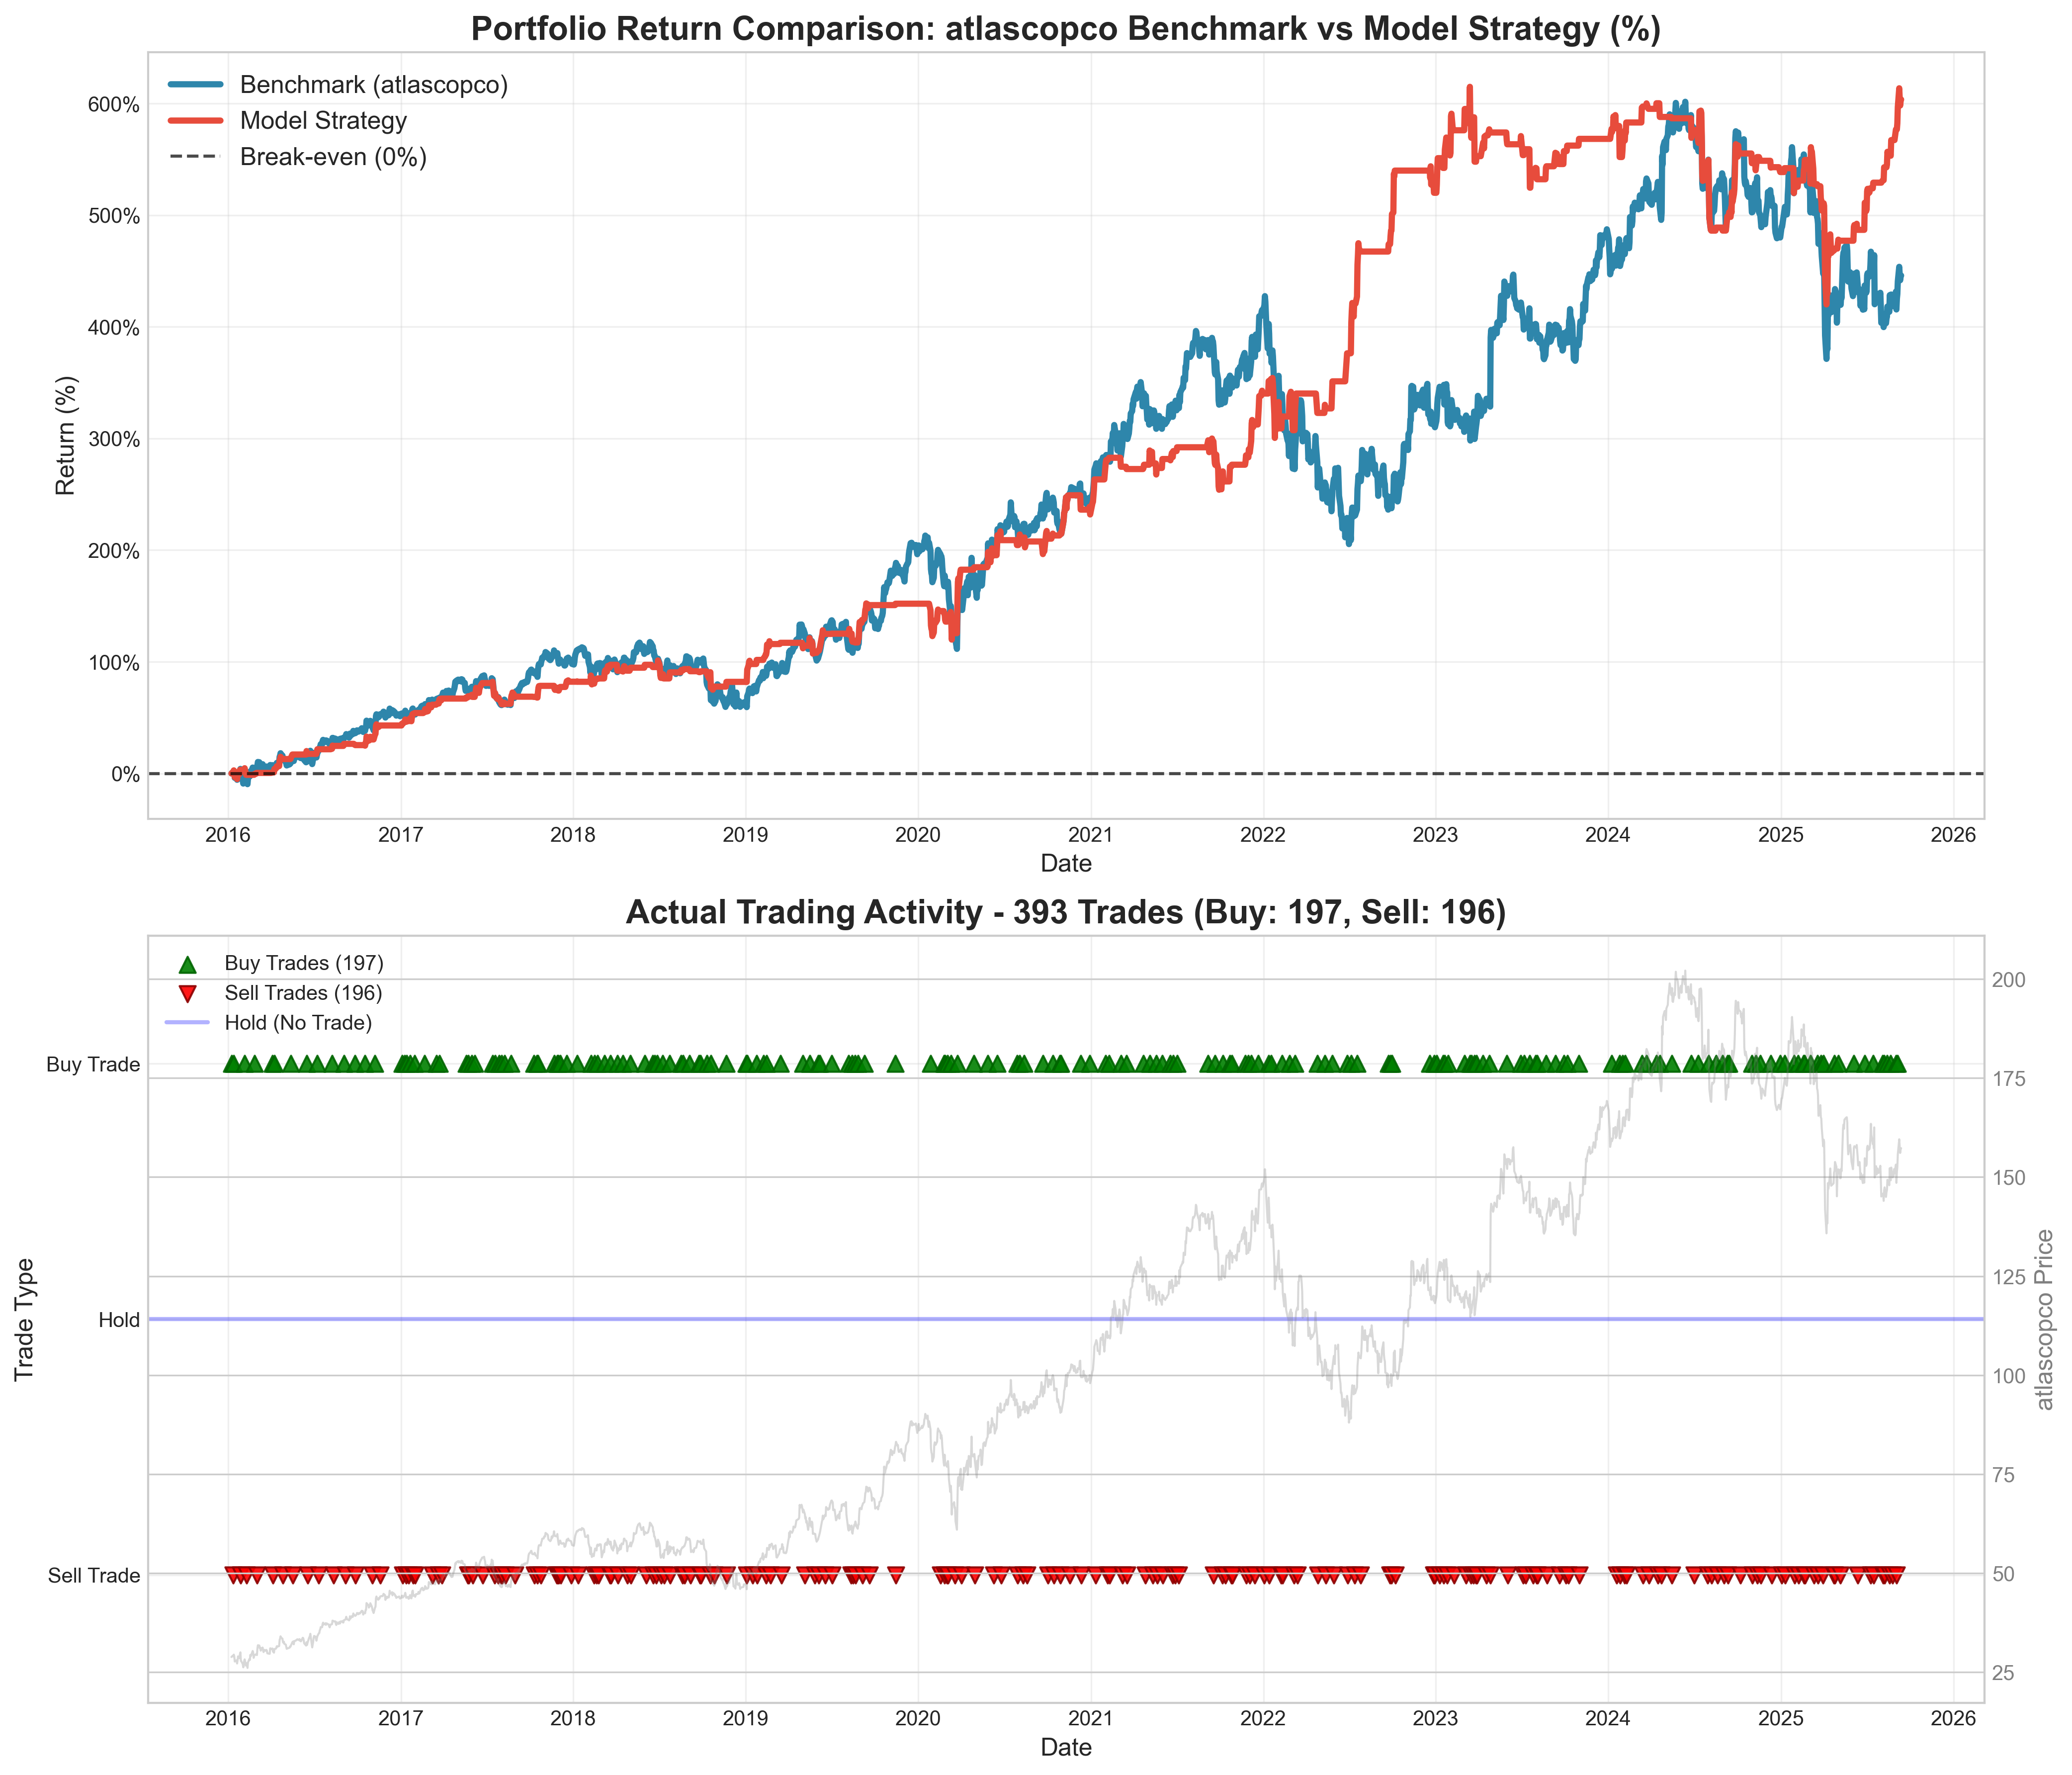 Portfolio Return Comparison: atlascopco Benchmark vs Model Strategy (%)
Benchmark (atlascopco)
Model Strategy
Break-even (0%)
600%
500%
400%
300%
200%
100%
0%
Return (%)
2016 2017 2018 2019 2020 2021 2022 2023 2024 2025 2026
Date
Actual Trading Activity - 393 Trades (Buy: 197, Sell: 196)
Buy Trades (197)
Sell Trades (196)
Hold (No Trade)
Buy Trade
Hold
Sell Trade
Trade Type
200
175
150
125
100
75
50
25
atlascopco Price
2016 2017 2018 2019 2020 2021 2022 2023 2024 2025 2026
Date